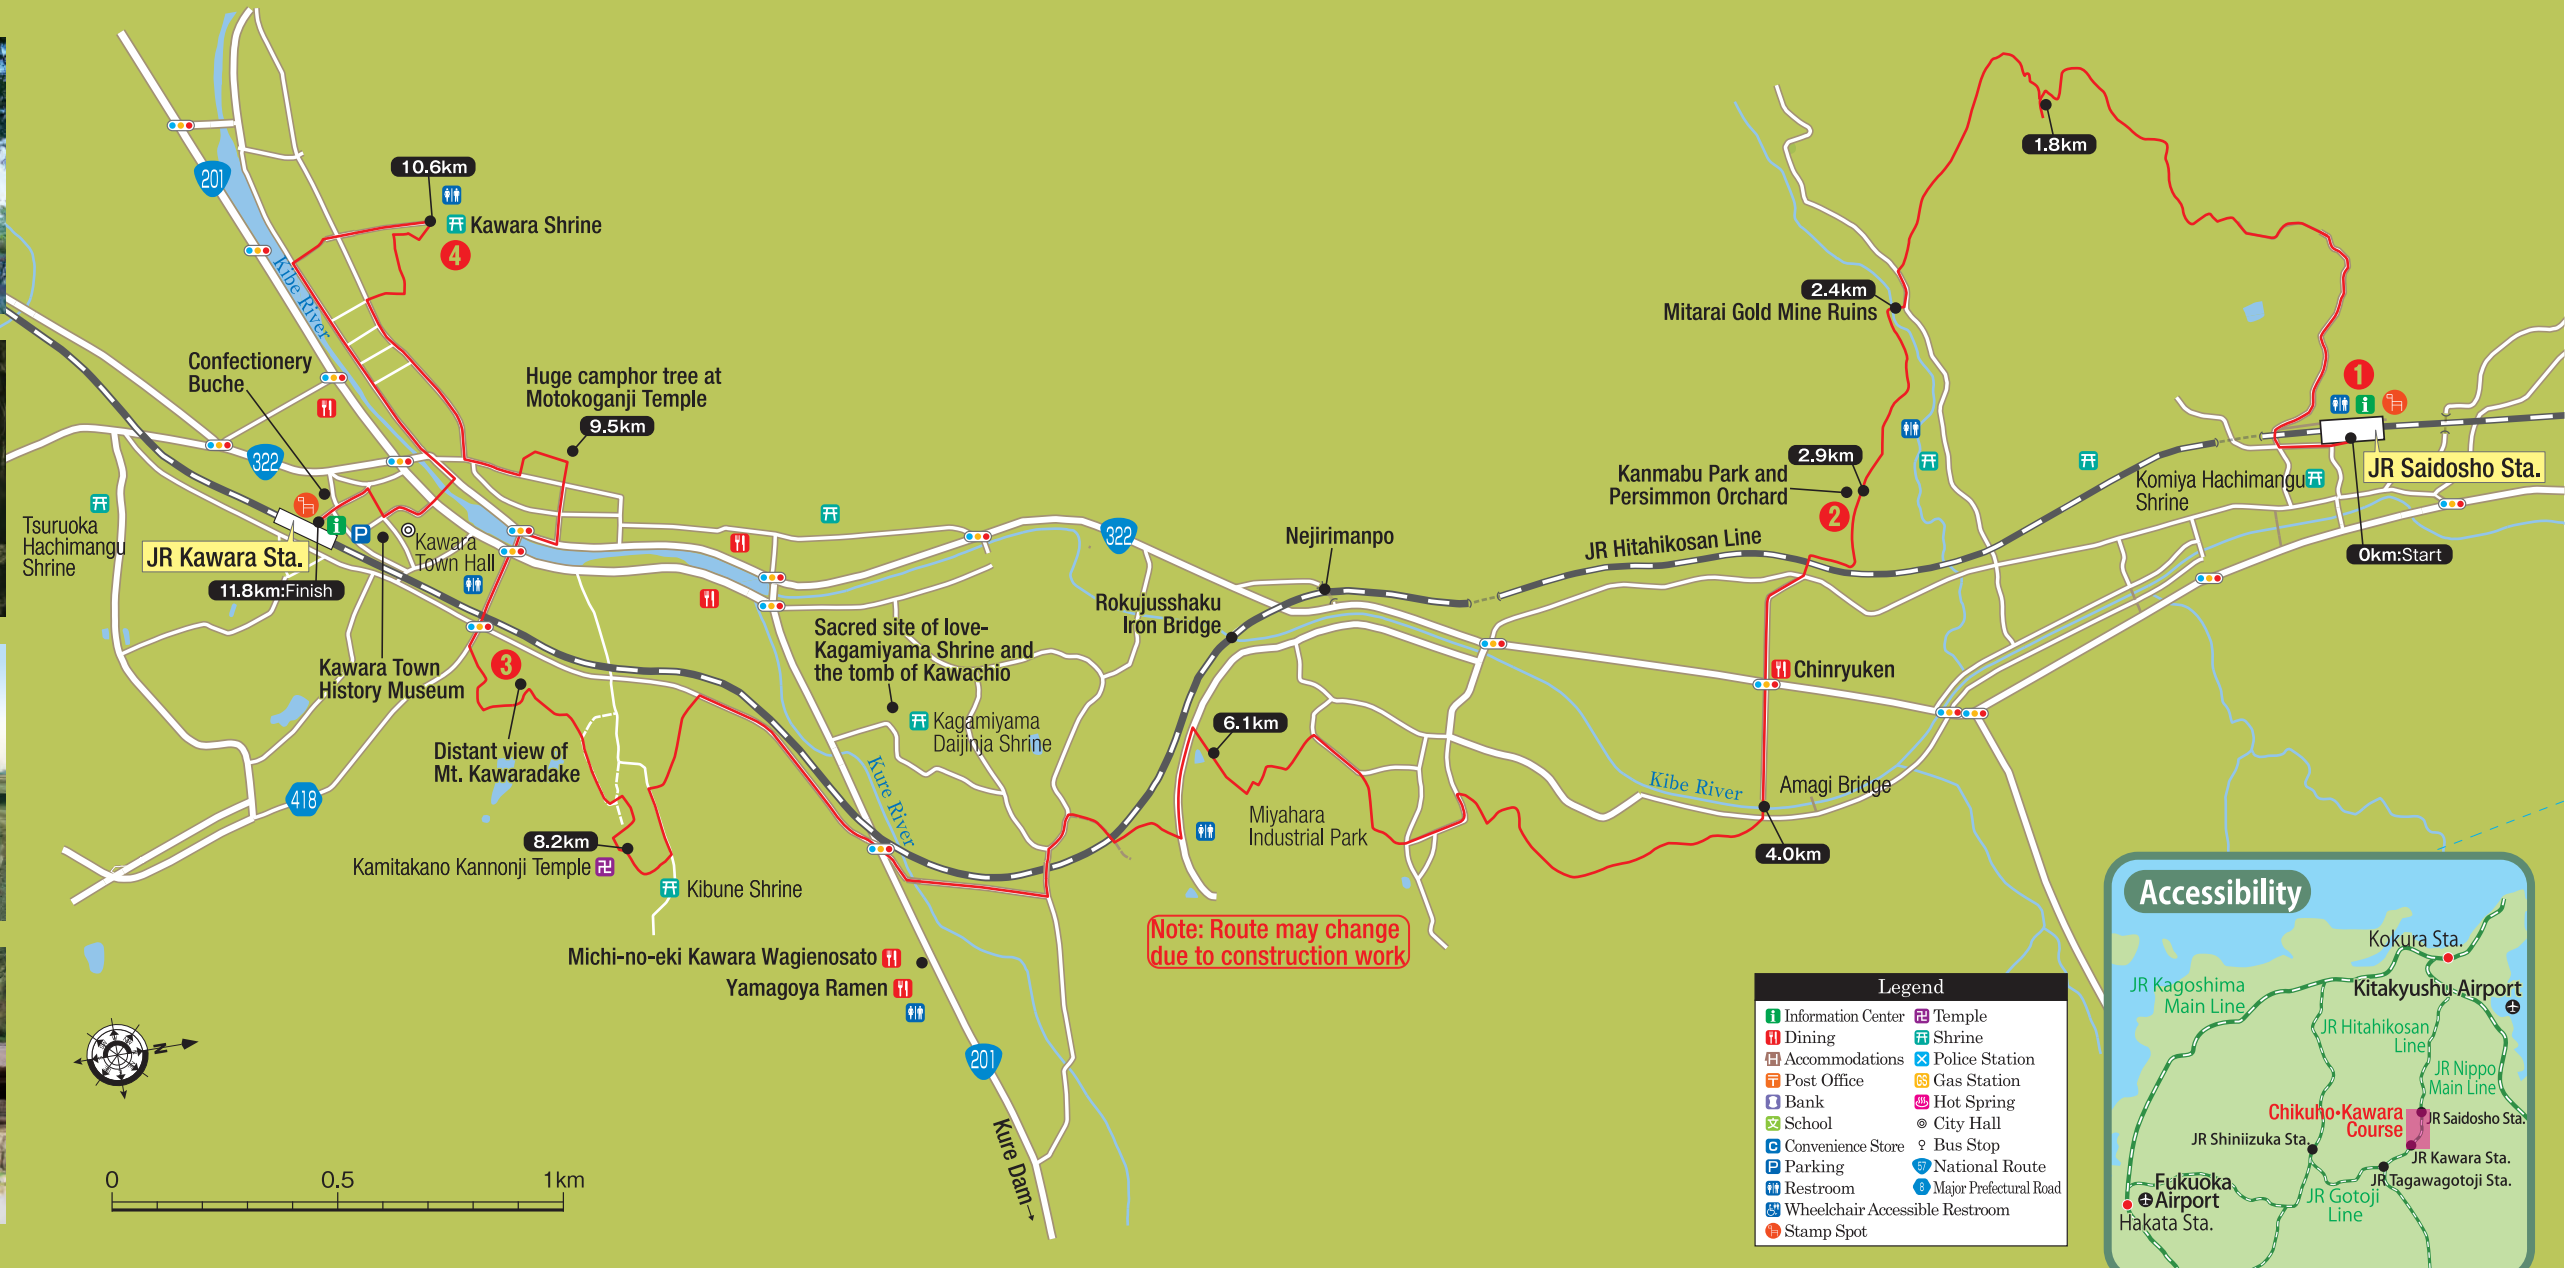 201
10.6km
Kawara Shrine
4
Kibe River
Confectionery
Buche
322
Huge camphor tree at
Motokoganji Temple
9.5km
Tsuruoka
Hachimangu
Shrine
JR Kawara Sta.
11.8km:Finish
P
Kawara
Town Hall
Kawara Town
History Museum
3
Distant view of
Mt. Kawaradake
418
8.2km
Kamitakano Kannonji Temple
Kibune Shrine
Sacred site of love-
Kagamiyama Shrine and
the tomb of Kawachio
Kagamiyama
Daijinja Shrine
Kure River
Michi-no-eki Kawara Wagienosato
Yamagoya Ramen
201
Kure Dam
322
Nejirimanpo
Rokujusshaku
Iron Bridge
6.1km
Miyahara
Industrial Park
Note: Route may change
due to construction work
1.8km
2.4km
Mitarai Gold Mine Ruins
2.9km
Kanmabu Park and
Persimmon Orchard
2
JR Hitahikosan Line
Chinryuken
Kibe River
Amagi Bridge
4.0km
1
JR Saidosho Sta.
Komiya Hachimangu
Shrine
0km:Start
N
0 0.5 1km
Legend
Information Center
Dining
Accommodations
Post Office
Bank
School
Convenience Store
Parking
Restroom
Wheelchair Accessible Restroom
Stamp Spot
Temple
Shrine
Police Station
Gas Station
Hot Spring
City Hall
Bus Stop
57 National Route
8 Major Prefectural Road
Accessibility
Kokura Sta.
JR Kagoshima
Main Line
Kitakyushu Airport
JR Hitahikosan
Line
JR Nippo
Main Line
Chikuho•Kawara
Course
JR Saidosho Sta.
JR Shiniizuka Sta.
JR Kawara Sta.
JR Tagawagotoji Sta.
Fukuoka
Airport
JR Gotoji
Line
Hakata Sta.